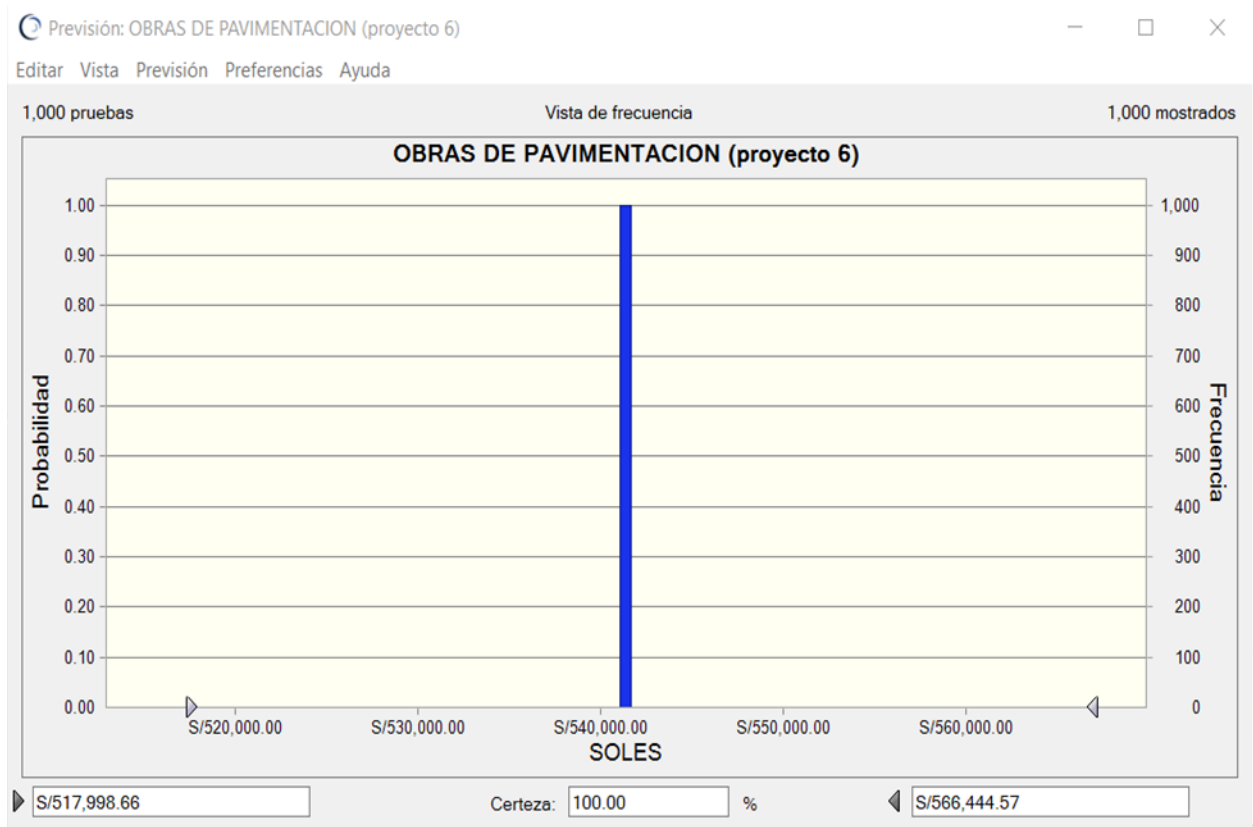 Previsión: OBRAS DE PAVIMENTACION (proyecto 6)
Editar Vista Previsión Preferencias Ayuda
1,000 pruebas Vista de frecuencia 1,000 mostrados
OBRAS DE PAVIMENTACION (proyecto 6)
1.00 1,000
0.90 900
0.80 800
0.70 700
0.60 600
0.50 500
0.40 400
0.30 300
0.20 200
0.10 100
0.00 0
Probabilidad
Frecuencia
S/520,000.00 S/530,000.00 S/540,000.00 S/550,000.00 S/560,000.00
SOLES
S/517,998.66 Certeza: 100.00 % S/566,444.57